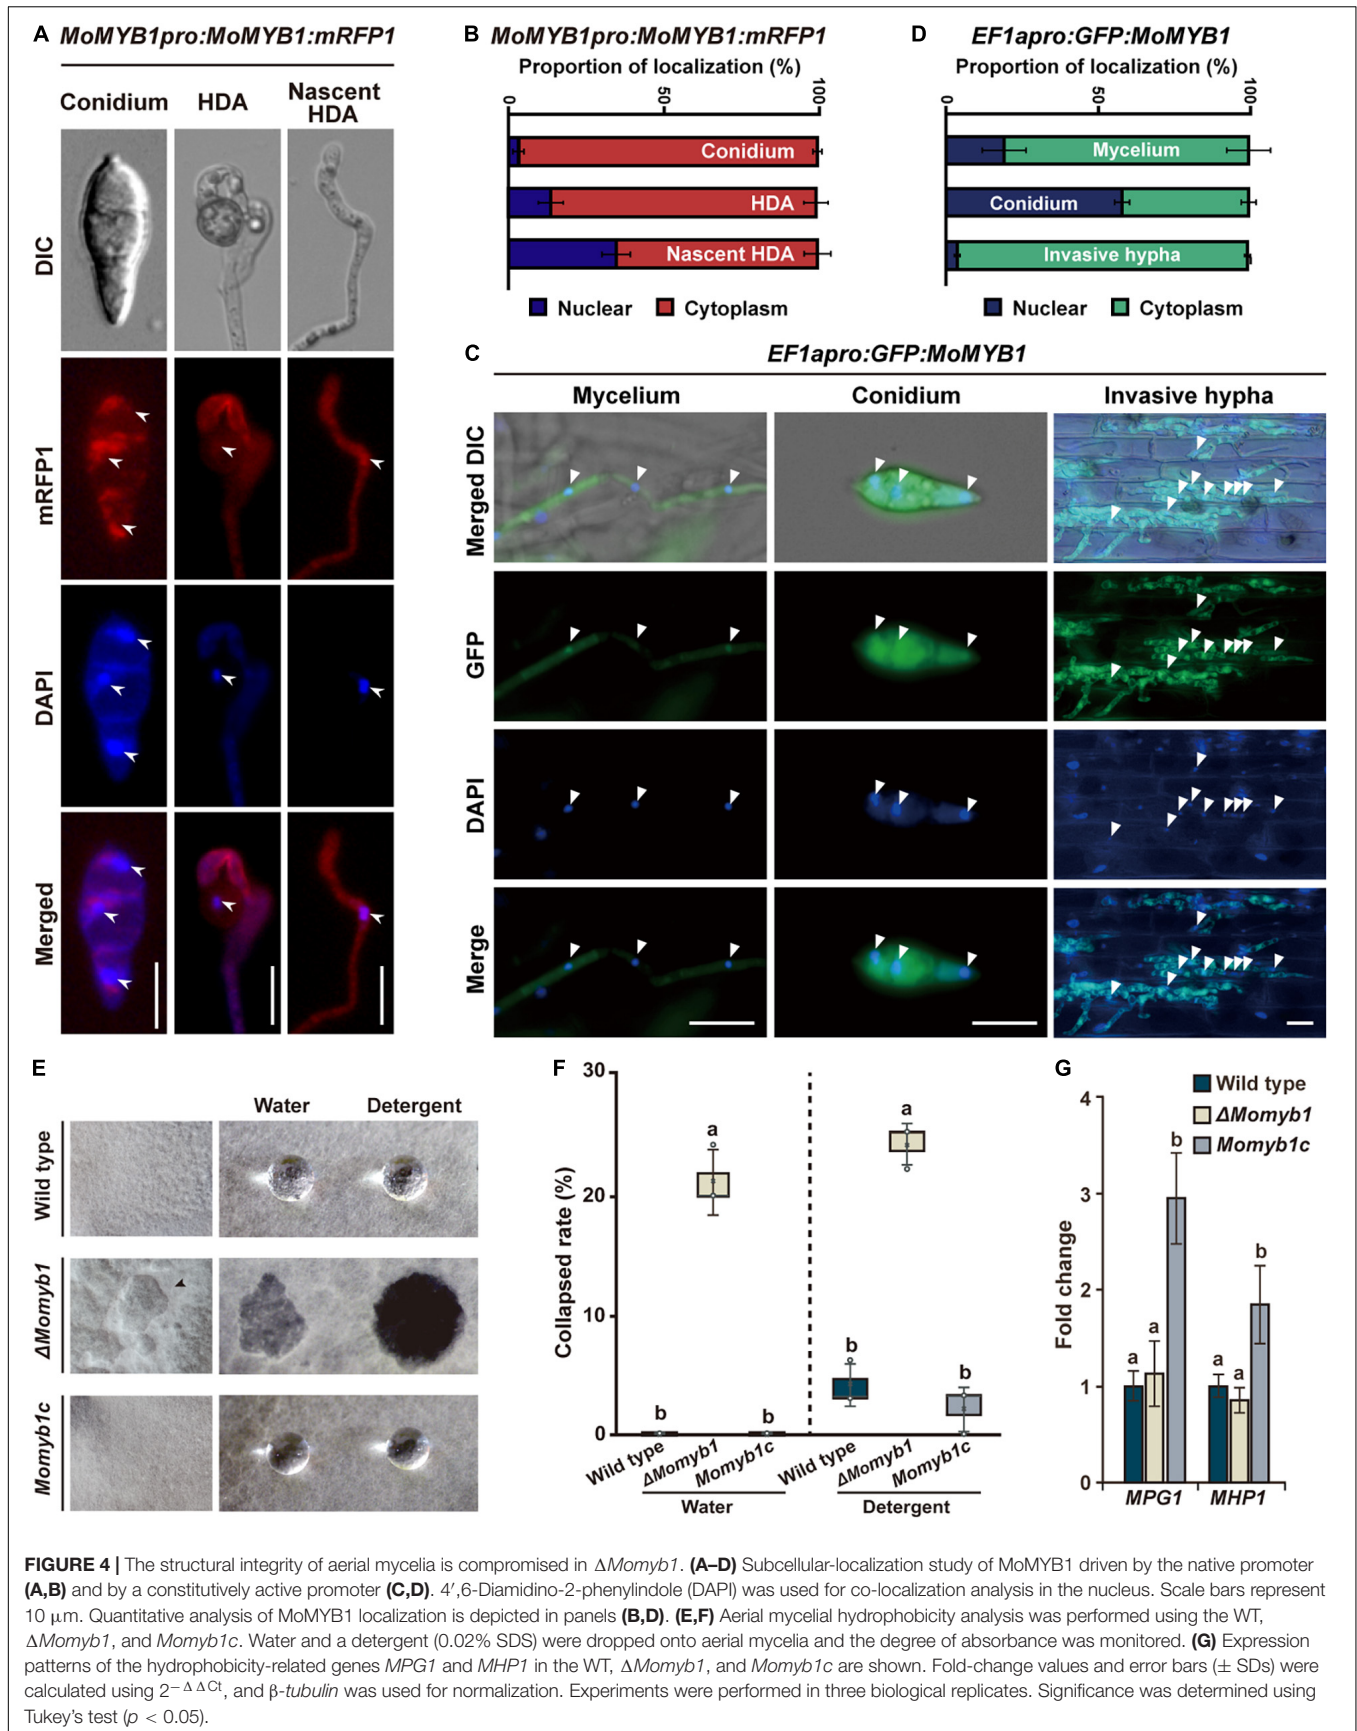 A MoMYB1pro:MoMYB1:mRFP1
Conidium HDA Nascent HDA
DIC
mRFP1
DAPI
Merged
B MoMYB1pro:MoMYB1:mRFP1
Proportion of localization (%)
0 50 100
Conidium
HDA
Nascent HDA
Nuclear Cytoplasm
D EF1apro:GFP:MoMYB1
Proportion of localization (%)
0 50 100
Mycelium
Conidium
Invasive hypha
Nuclear Cytoplasm
C EF1apro:GFP:MoMYB1
Mycelium Conidium Invasive hypha
Merged DIC
GFP
DAPI
Merge
E
Water Detergent
Wild type
ΔMomyb1
Momyb1c
F
Collapsed rate (%)
30
20
10
0
b a b b a b
Wild type ΔMomyb1 Momyb1c Wild type ΔMomyb1 Momyb1c
Water Detergent
G
Wild type
ΔMomyb1
Momyb1c
Fold change
4
3
2
1
0
a a b a a b
MPG1 MHP1
FIGURE 4 | The structural integrity of aerial mycelia is compromised in ΔMomyb1. (A–D) Subcellular-localization study of MoMYB1 driven by the native promoter
(A,B) and by a constitutively active promoter (C,D). 4′,6-Diamidino-2-phenylindole (DAPI) was used for co-localization analysis in the nucleus. Scale bars represent
10 μm. Quantitative analysis of MoMYB1 localization is depicted in panels (B,D). (E,F) Aerial mycelial hydrophobicity analysis was performed using the WT,
ΔMomyb1, and Momyb1c. Water and a detergent (0.02% SDS) were dropped onto aerial mycelia and the degree of absorbance was monitored. (G) Expression
patterns of the hydrophobicity-related genes MPG1 and MHP1 in the WT, ΔMomyb1, and Momyb1c are shown. Fold-change values and error bars (± SDs) were
calculated using 2−ΔΔCt, and β-tubulin was used for normalization. Experiments were performed in three biological replicates. Significance was determined using
Tukey's test (p < 0.05).